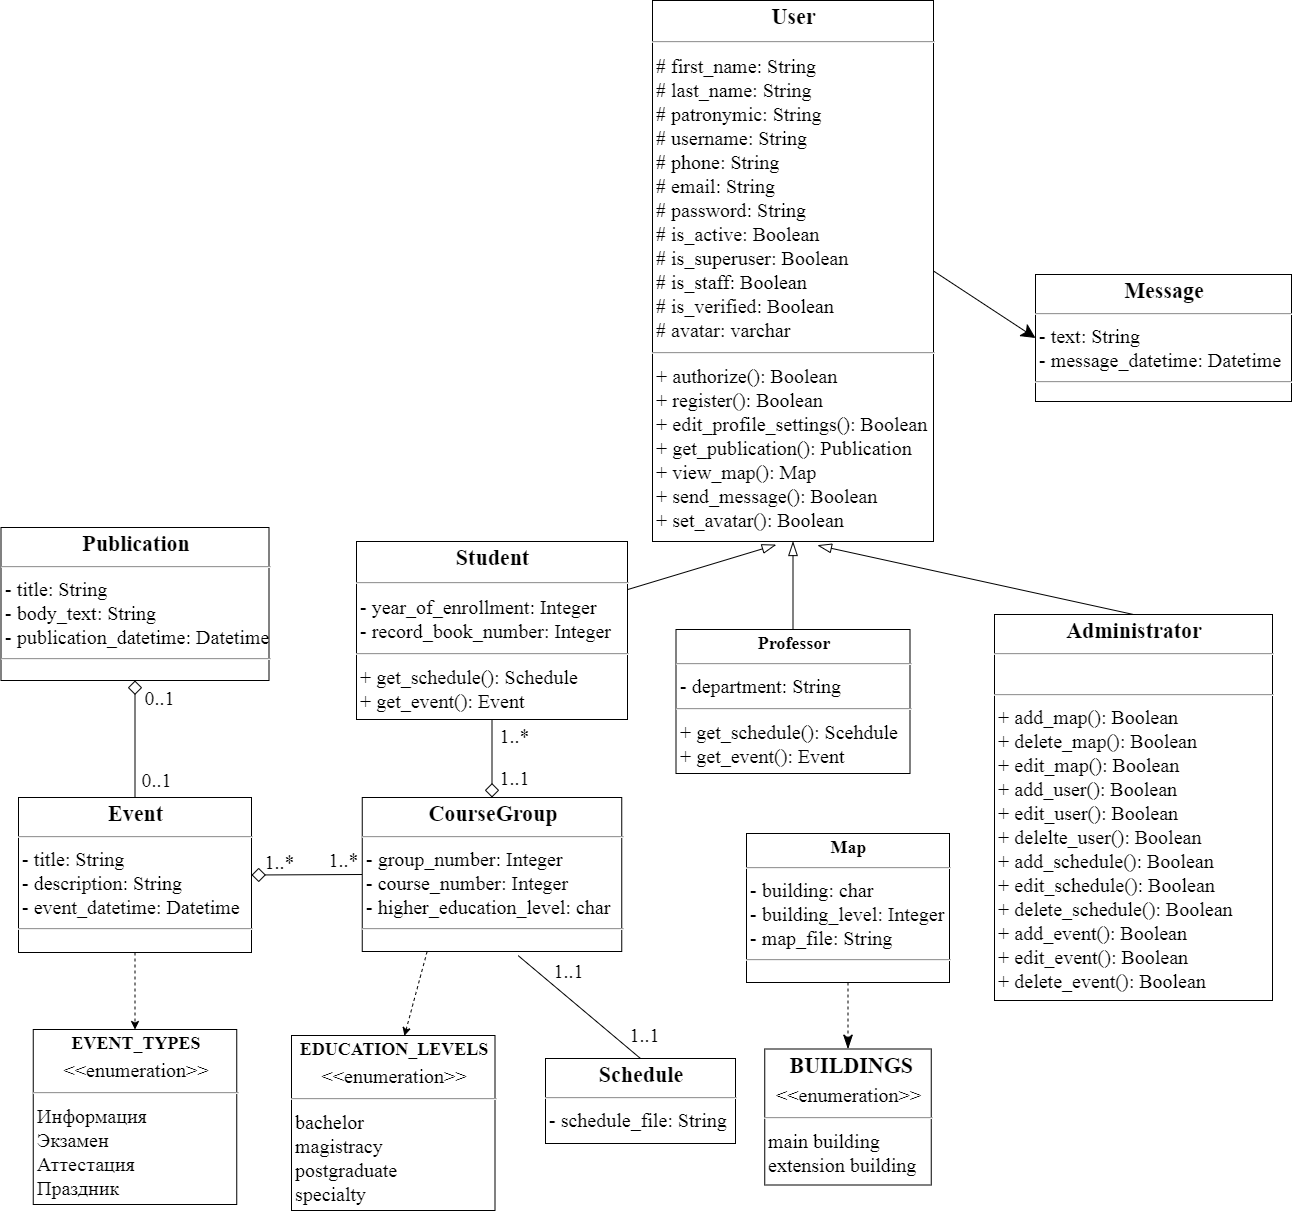 User
# first_name: String
# last_name: String
# patronymic: String
# username: String
# phone: String
# email: String
# password: String
# is_active: Boolean
# is_superuser: Boolean
# is_staff: Boolean
# is_verified: Boolean
# avatar: varchar
+ authorize(): Boolean
+ register(): Boolean
+ edit_profile_settings(): Boolean
+ get_publication(): Publication
+ view_map(): Map
+ send_message(): Boolean
+ set_avatar(): Boolean
Message
- text: String
- message_datetime: Datetime
Publication
- title: String
- body_text: String
- publication_datetime: Datetime
0..1
0..1
Student
- year_of_enrollment: Integer
- record_book_number: Integer
+ get_schedule(): Schedule
+ get_event(): Event
1..*
1..1
Professor
- department: String
+ get_schedule(): Scehdule
+ get_event(): Event
Administrator
+ add_map(): Boolean
+ delete_map(): Boolean
+ edit_map(): Boolean
+ add_user(): Boolean
+ edit_user(): Boolean
+ delelte_user(): Boolean
+ add_schedule(): Boolean
+ edit_schedule(): Boolean
+ delete_schedule(): Boolean
+ add_event(): Boolean
+ edit_event(): Boolean
+ delete_event(): Boolean
Event
- title: String
- description: String
- event_datetime: Datetime
1..*
1..*
CourseGroup
- group_number: Integer
- course_number: Integer
- higher_education_level: char
1..1
1..1
Map
- building: char
- building_level: Integer
- map_file: String
EVENT_TYPES
<<enumeration>>
Информация
Экзамен
Аттестация
Праздник
EDUCATION_LEVELS
<<enumeration>>
bachelor
magistracy
postgraduate
specialty
Schedule
- schedule_file: String
BUILDINGS
<<enumeration>>
main building
extension building